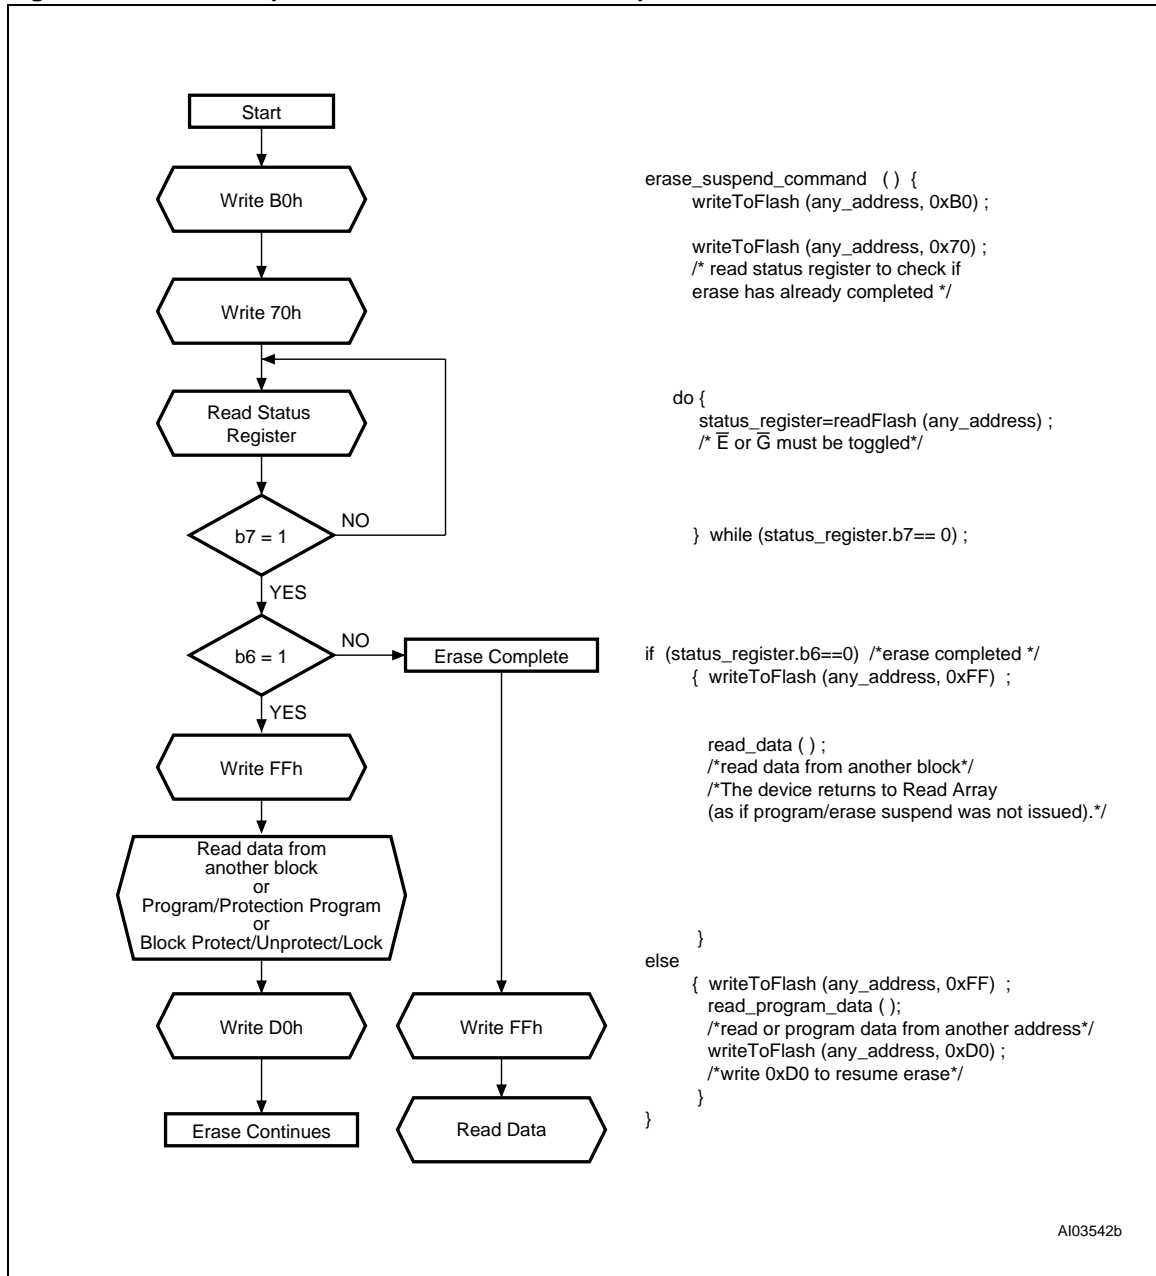 Start
Write B0h
Write 70h
Read Status
Register
NO
b7 = 1
YES
NO
b6 = 1
Erase Complete
YES
Write FFh
Read data from
another block
or
Program/Protection Program
or
Block Protect/Unprotect/Lock
Write D0h
Write FFh
Erase Continues
Read Data
erase_suspend_command ( ) {
writeToFlash (any_address, 0xB0) ;
writeToFlash (any_address, 0x70) ;
/* read status register to check if
erase has already completed */
do {
status_register=readFlash (any_address) ;
/* E̅ or G̅ must be toggled*/
} while (status_register.b7== 0) ;
if (status_register.b6==0) /*erase completed */
{ writeToFlash (any_address, 0xFF) ;
read_data ( ) ;
/*read data from another block*/
/*The device returns to Read Array
(as if program/erase suspend was not issued).*/
}
else
{ writeToFlash (any_address, 0xFF) ;
read_program_data ( );
/*read or program data from another address*/
writeToFlash (any_address, 0xD0) ;
/*write 0xD0 to resume erase*/
}
}
AI03542b